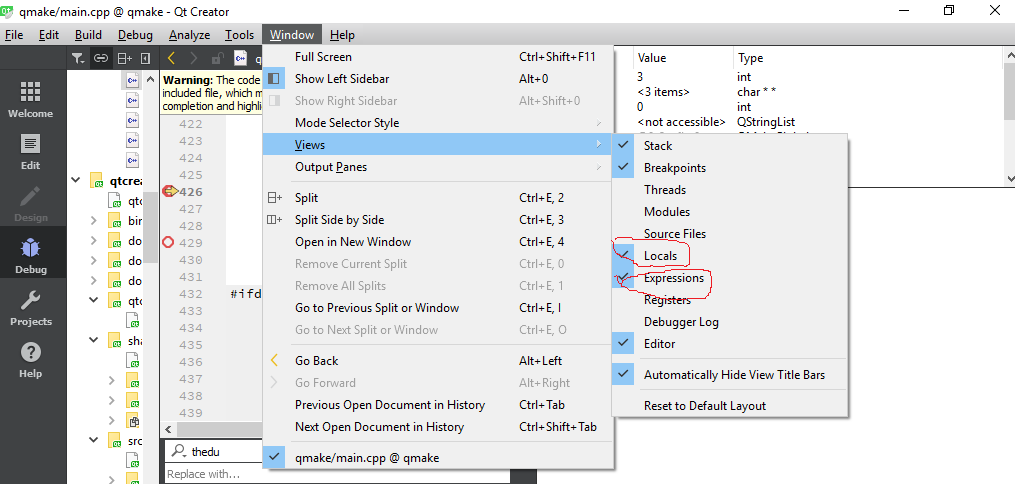 qmake/main.cpp @ qmake - Qt Creator
File Edit Build Debug Analyze Tools Window Help
Welcome
Edit
Design
Debug
Projects
Help
qtcrea
qtc
bin
do
do
do
qtc
sha
src
Warning: The code
included file, which m
completion and highli
422
423
424
425
426
427
428
429
430
431
432 #ifd
433
434
435
436
437
438
439
thedu
Replace with...
Full Screen Ctrl+Shift+F11
Show Left Sidebar Alt+0
Show Right Sidebar Alt+Shift+0
Mode Selector Style
Views
Output Panes
Split Ctrl+E, 2
Split Side by Side Ctrl+E, 3
Open in New Window Ctrl+E, 4
Remove Current Split Ctrl+E, 0
Remove All Splits Ctrl+E, 1
Go to Previous Split or Window Ctrl+E, I
Go to Next Split or Window Ctrl+E, O
Go Back Alt+Left
Go Forward Alt+Right
Previous Open Document in History Ctrl+Tab
Next Open Document in History Ctrl+Shift+Tab
qmake/main.cpp @ qmake
Value Type
3 int
<3 items> char * *
0 int
<not accessible> QStringList
Stack
Breakpoints
Threads
Modules
Source Files
Locals
Expressions
Registers
Debugger Log
Editor
Automatically Hide View Title Bars
Reset to Default Layout